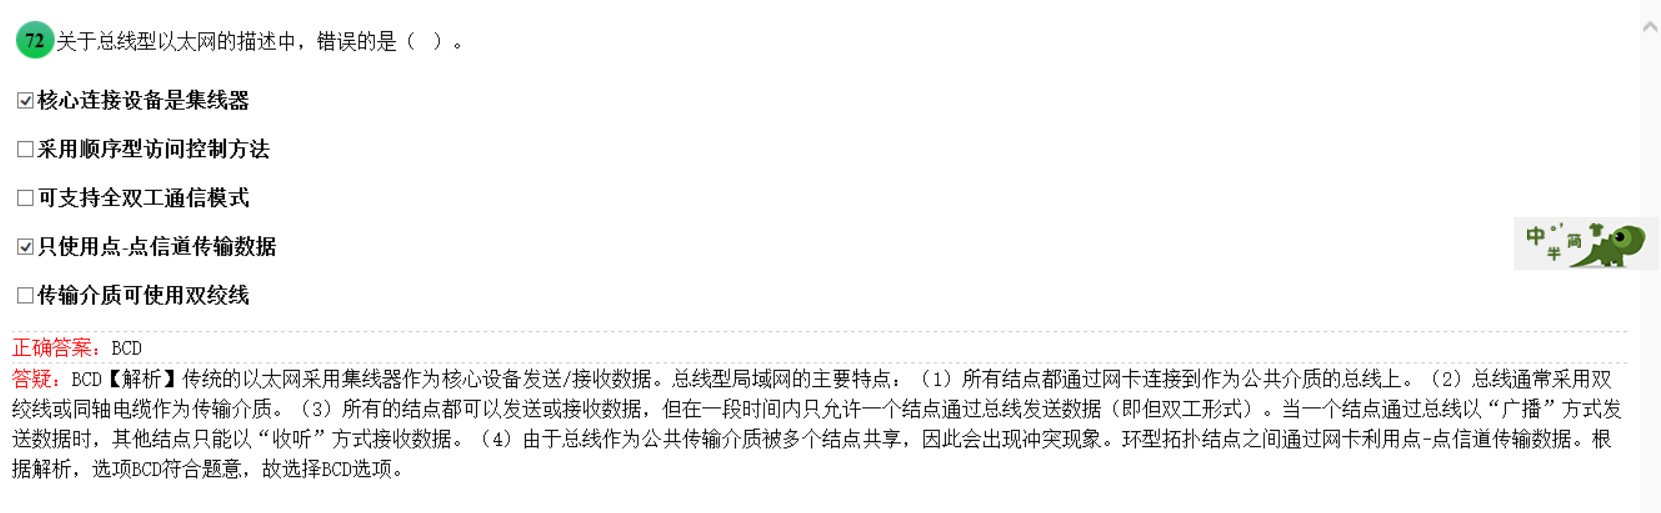 72 关于总线型以太网的描述中，错误的是（　）。
核心连接设备是集线器
采用顺序型访问控制方法
可支持全双工通信模式
只使用点-点信道传输数据
中 简
半
传输介质可使用双绞线
正确答案：BCD
答疑：BCD【解析】传统的以太网采用集线器作为核心设备发送/接收数据。总线型局域网的主要特点：（1）所有结点都通过网卡连接到作为公共介质的总线上。（2）总线通常采用双
绞线或同轴电缆作为传输介质。（3）所有的结点都可以发送或接收数据，但在一段时间内只允许一个结点通过总线发送数据（即但双工形式）。当一个结点通过总线以“广播”方式发
送数据时，其他结点只能以“收听”方式接收数据。（4）由于总线作为公共传输介质被多个结点共享，因此会出现冲突现象。环型拓扑结点之间通过网卡利用点-点信道传输数据。根
据解析，选项BCD符合题意，故选择BCD选项。